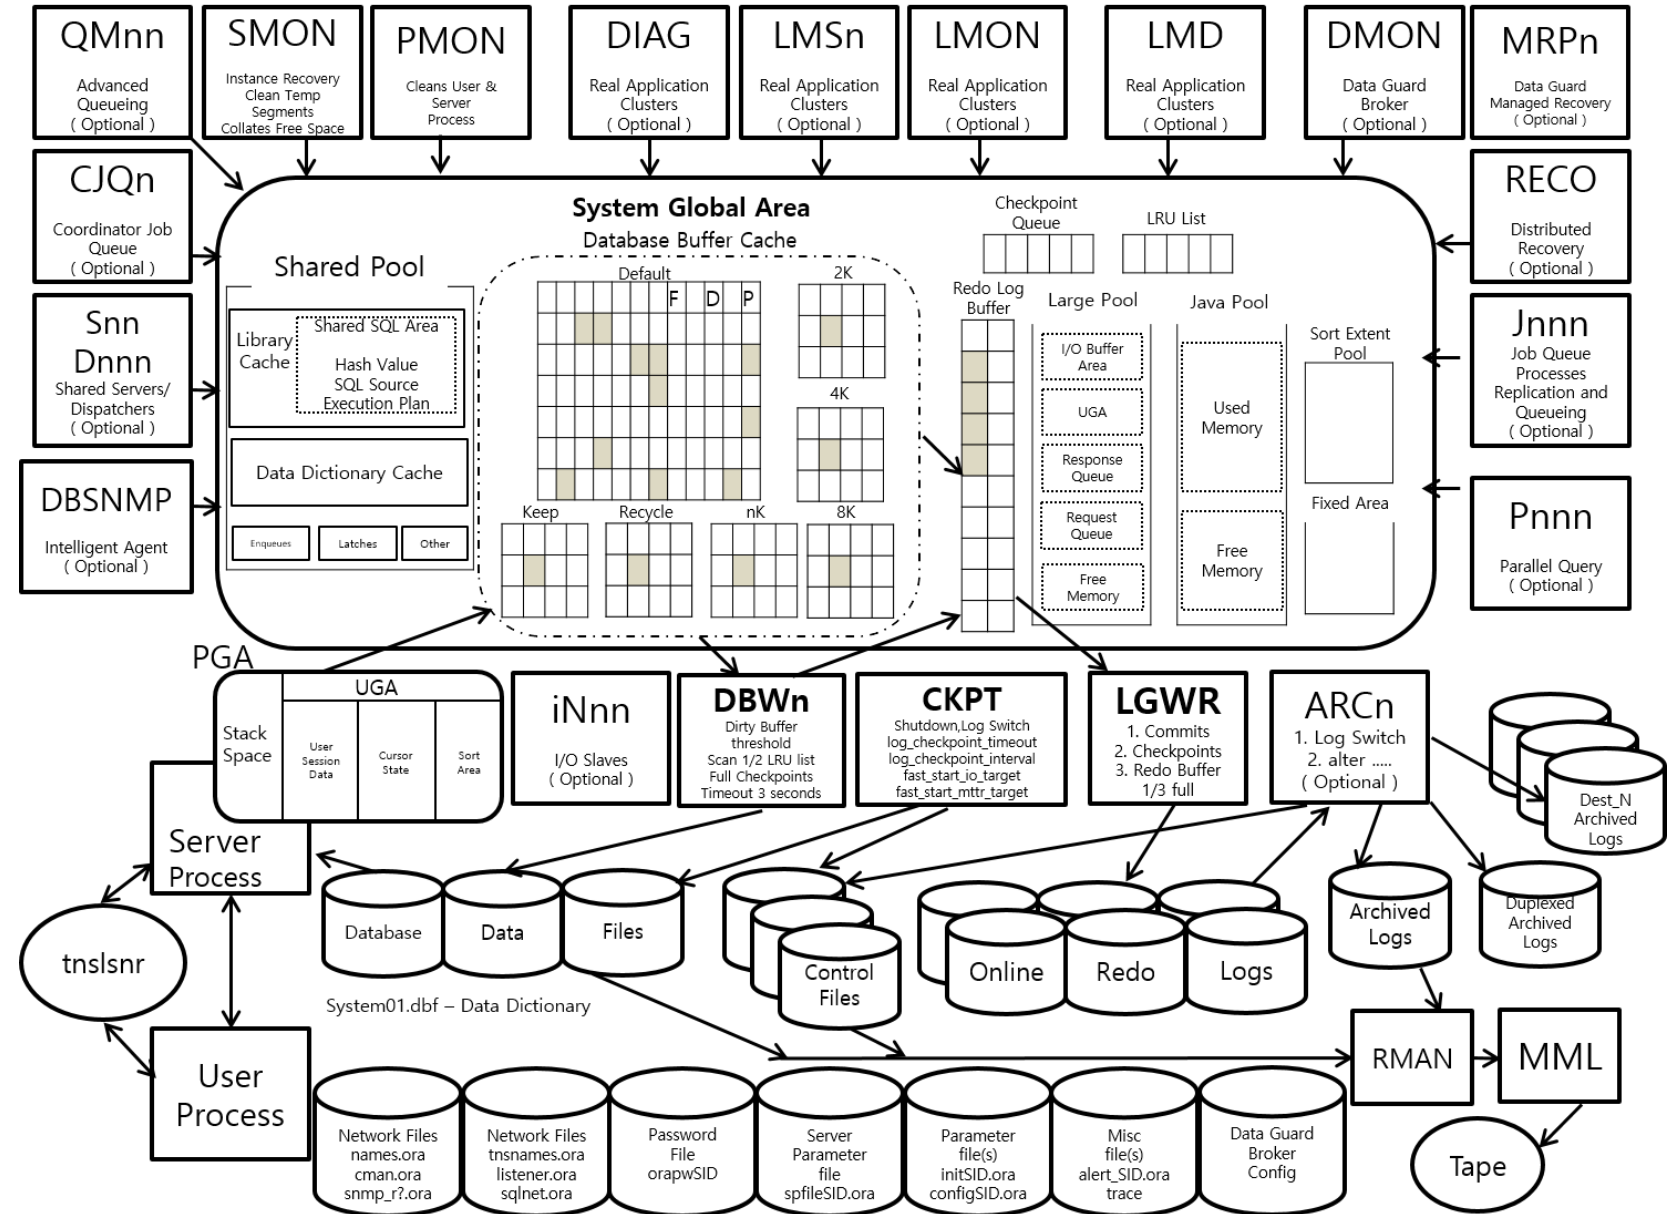 QMnn
Advanced
Queueing
( Optional )
SMON
Instance Recovery
Clean Temp
Segments
Collates Free Space
PMON
Cleans User &
Server
Process
DIAG
Real Application
Clusters
( Optional )
LMSn
Real Application
Clusters
( Optional )
LMON
Real Application
Clusters
( Optional )
LMD
Real Application
Clusters
( Optional )
DMON
Data Guard
Broker
( Optional )
MRPn
Data Guard
Managed Recovery
( Optional )
CJQn
Coordinator Job
Queue
( Optional )
Snn
Dnnn
Shared Servers/
Dispatchers
( Optional )
DBSNMP
Intelligent Agent
( Optional )
System Global Area
Database Buffer Cache
Shared Pool
Library
Cache
Shared SQL Area
Hash Value
SQL Source
Execution Plan
Data Dictionary Cache
Enqueues
Latches
Other
Default
F
D
P
2K
4K
Keep
Recycle
nK
8K
Checkpoint
Queue
LRU List
Redo Log
Buffer
Large Pool
I/O Buffer
Area
UGA
Response
Queue
Request
Queue
Free
Memory
Java Pool
Used
Memory
Free
Memory
Sort Extent
Pool
Fixed Area
RECO
Distributed
Recovery
( Optional )
Jnnn
Job Queue
Processes
Replication and
Queueing
( Optional )
Pnnn
Parallel Query
( Optional )
PGA
Stack
Space
UGA
User
Session
Data
Cursor
State
Sort
Area
iNnn
I/O Slaves
( Optional )
DBWn
Dirty Buffer
threshold
Scan 1/2 LRU list
Full Checkpoints
Timeout 3 seconds
CKPT
Shutdown,Log Switch
log_checkpoint_timeout
log_checkpoint_interval
fast_start_io_target
fast_start_mttr_target
LGWR
1. Commits
2. Checkpoints
3. Redo Buffer
1/3 full
ARCn
1. Log Switch
2. alter .....
( Optional )
Dest_N
Archived
Logs
Server
Process
tnslsnr
User
Process
Database
Data
Files
System01.dbf – Data Dictionary
Control
Files
Online
Redo
Logs
Archived
Logs
Duplexed
Archived
Logs
RMAN
MML
Tape
Network Files
names.ora
cman.ora
snmp_r?.ora
Network Files
tnsnames.ora
listener.ora
sqlnet.ora
Password
File
orapwSID
Server
Parameter
file
spfileSID.ora
Parameter
file(s)
initSID.ora
configSID.ora
Misc
file(s)
alert_SID.ora
trace
Data Guard
Broker
Config